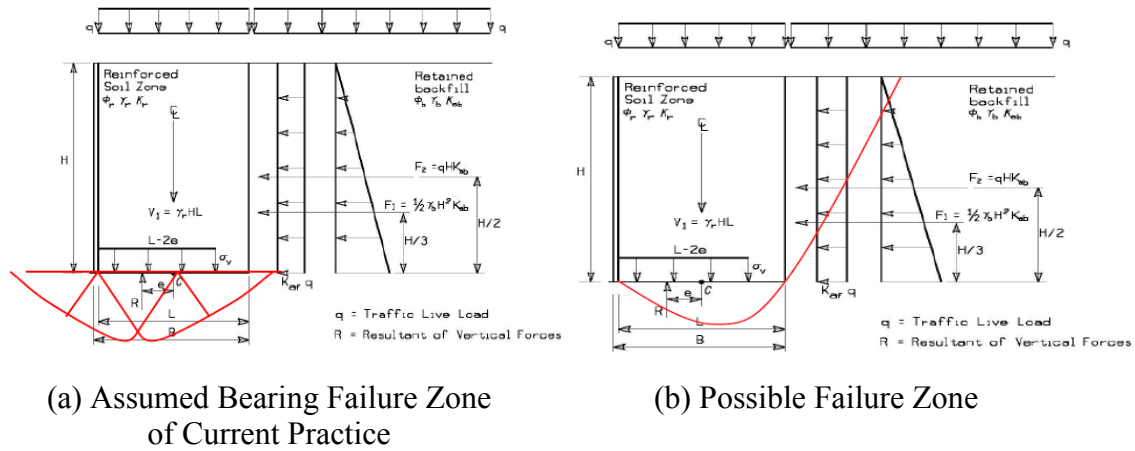 q
q
Reinforced
Soil Zone
ϕr γr Kr
Retained
backfill
ϕb γb Kab
℄
H
F2 =qHKab
V1 = γrHL
F1 = ½ γbH² Kab
H/2
L-2e
H/3
σv
e
C
R
Kaf q
L
B
q = Traffic Live Load
R = Resultant of Vertical Forces
(a) Assumed Bearing Failure Zone
of Current Practice
q
q
Reinforced
Soil Zone
ϕr γr Kr
Retained
backfill
ϕb γb Kab
℄
H
F2 =qHKab
V1 = γrHL
F1 = ½ γbH² Kab
H/2
L-2e
H/3
σv
e
C
R
Kaf q
L
B
q = Traffic Live Load
R = Resultant of Vertical Forces
(b) Possible Failure Zone